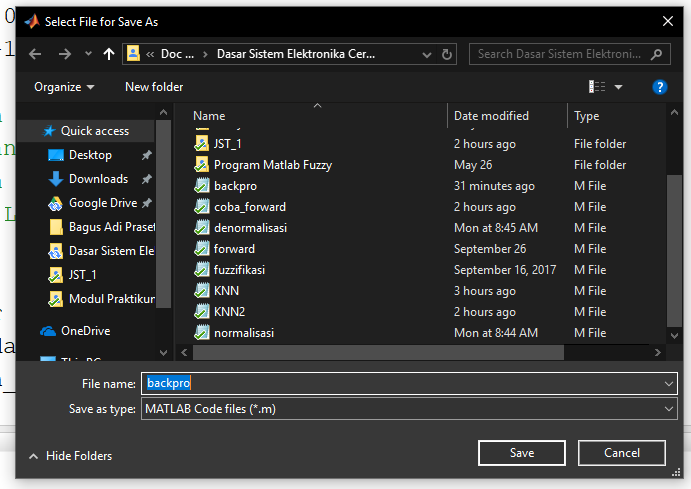 Select File for Save As
« Doc ... > Dasar Sistem Elektronika Cer...
Search Dasar Sistem Elektroni...
Organize
New folder
Name Date modified Type
Quick access
Desktop
Downloads
Google Drive
Bagus Adi Praset
Dasar Sistem Ele
JST_1
Modul Praktikun
OneDrive
JST_1 2 hours ago File folder
Program Matlab Fuzzy May 26 File folder
backpro 31 minutes ago M File
coba_forward 2 hours ago M File
denormalisasi Mon at 8:45 AM M File
forward September 26 M File
fuzzifikasi September 16, 2017 M File
KNN 3 hours ago M File
KNN2 2 hours ago M File
normalisasi Mon at 8:44 AM M File
File name: backpro
Save as type: MATLAB Code files (*.m)
Hide Folders
Save
Cancel